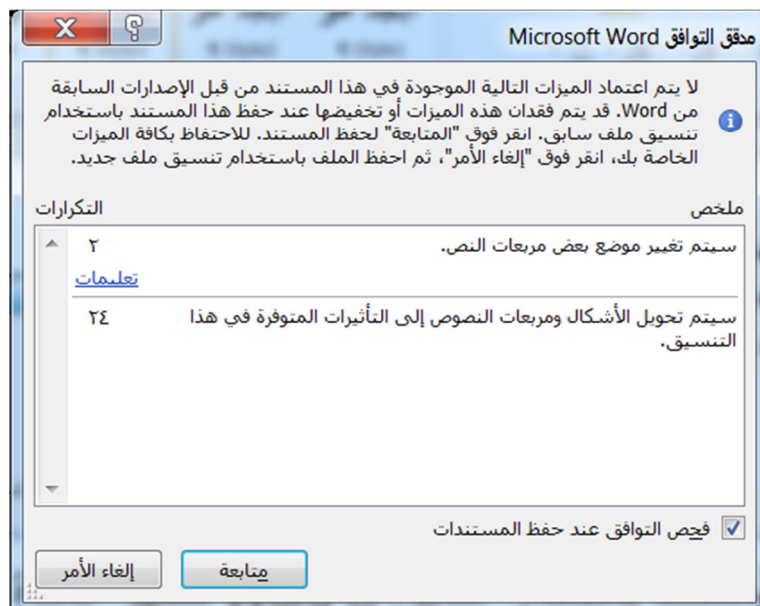 مدقق التوافق Microsoft Word
لا يتم اعتماد الميزات التالية الموجودة في هذا المستند من قبل الإصدارات السابقة
من Word. قد يتم فقدان هذه الميزات أو تخفيضها عند حفظ هذا المستند باستخدام
تنسيق ملف سابق. انقر فوق "المتابعة" لحفظ المستند. للاحتفاظ بكافة الميزات
الخاصة بك، انقر فوق "إلغاء الأمر"، ثم احفظ الملف باستخدام تنسيق ملف جديد.
ملخص التكرارات
سيتم تغيير موضع بعض مربعات النص. ٢
تعليمات
سيتم تحويل الأشكال ومربعات النصوص إلى التأثيرات المتوفرة في هذا ٢٤
التنسيق.
فحص التوافق عند حفظ المستندات
متابعة إلغاء الأمر